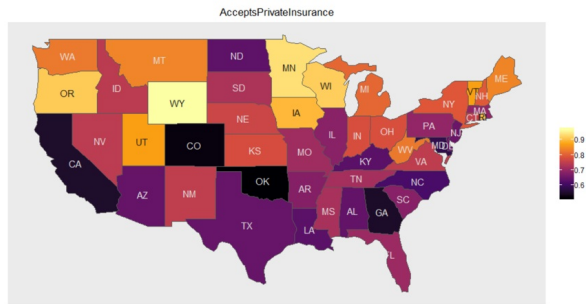 AcceptsPrivateInsurance
WA MT ND MN WI MI VT NH ME
OR ID WY SD IA NY MA CT
NV UT CO NE IL IN OH PA NJ
CA KS MO KY WV VA MD DE
AZ NM OK AR TN NC
TX LA MS AL GA SC
FL
0.9
0.8
0.7
0.6